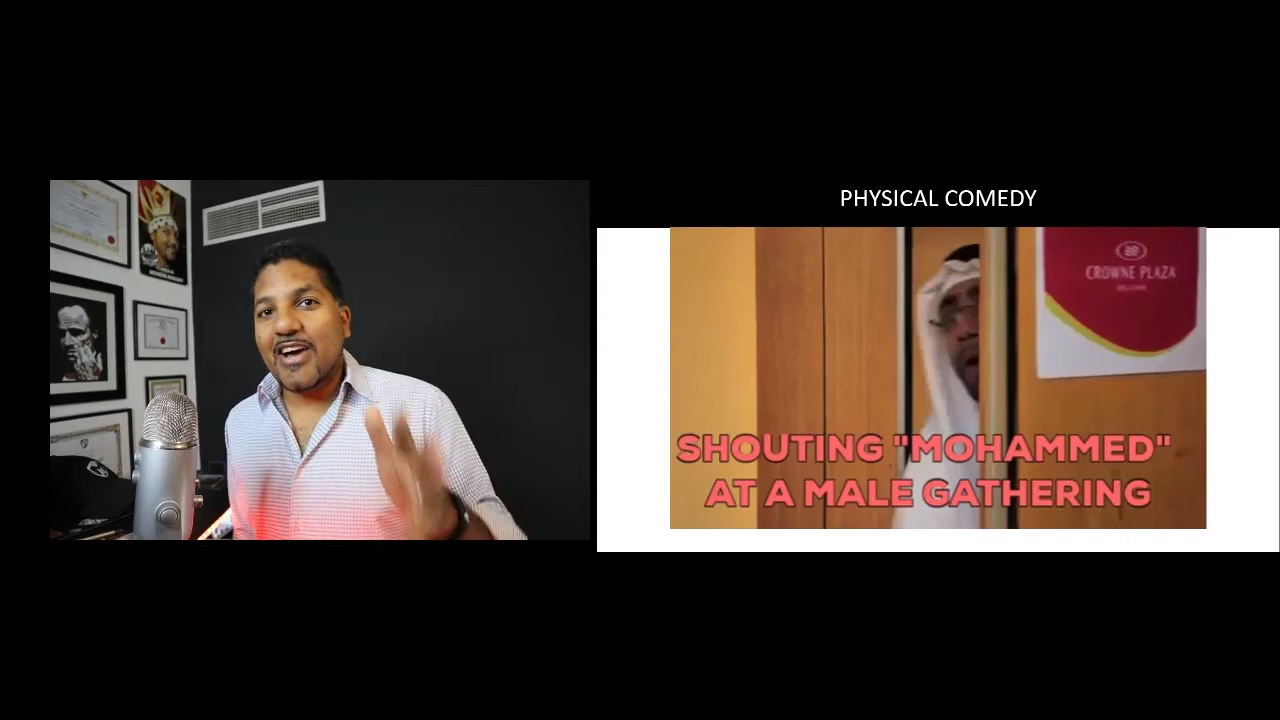 PHYSICAL COMEDY
CROWNE PLAZA
SHOUTING "MOHAMMED"
AT A MALE GATHERING